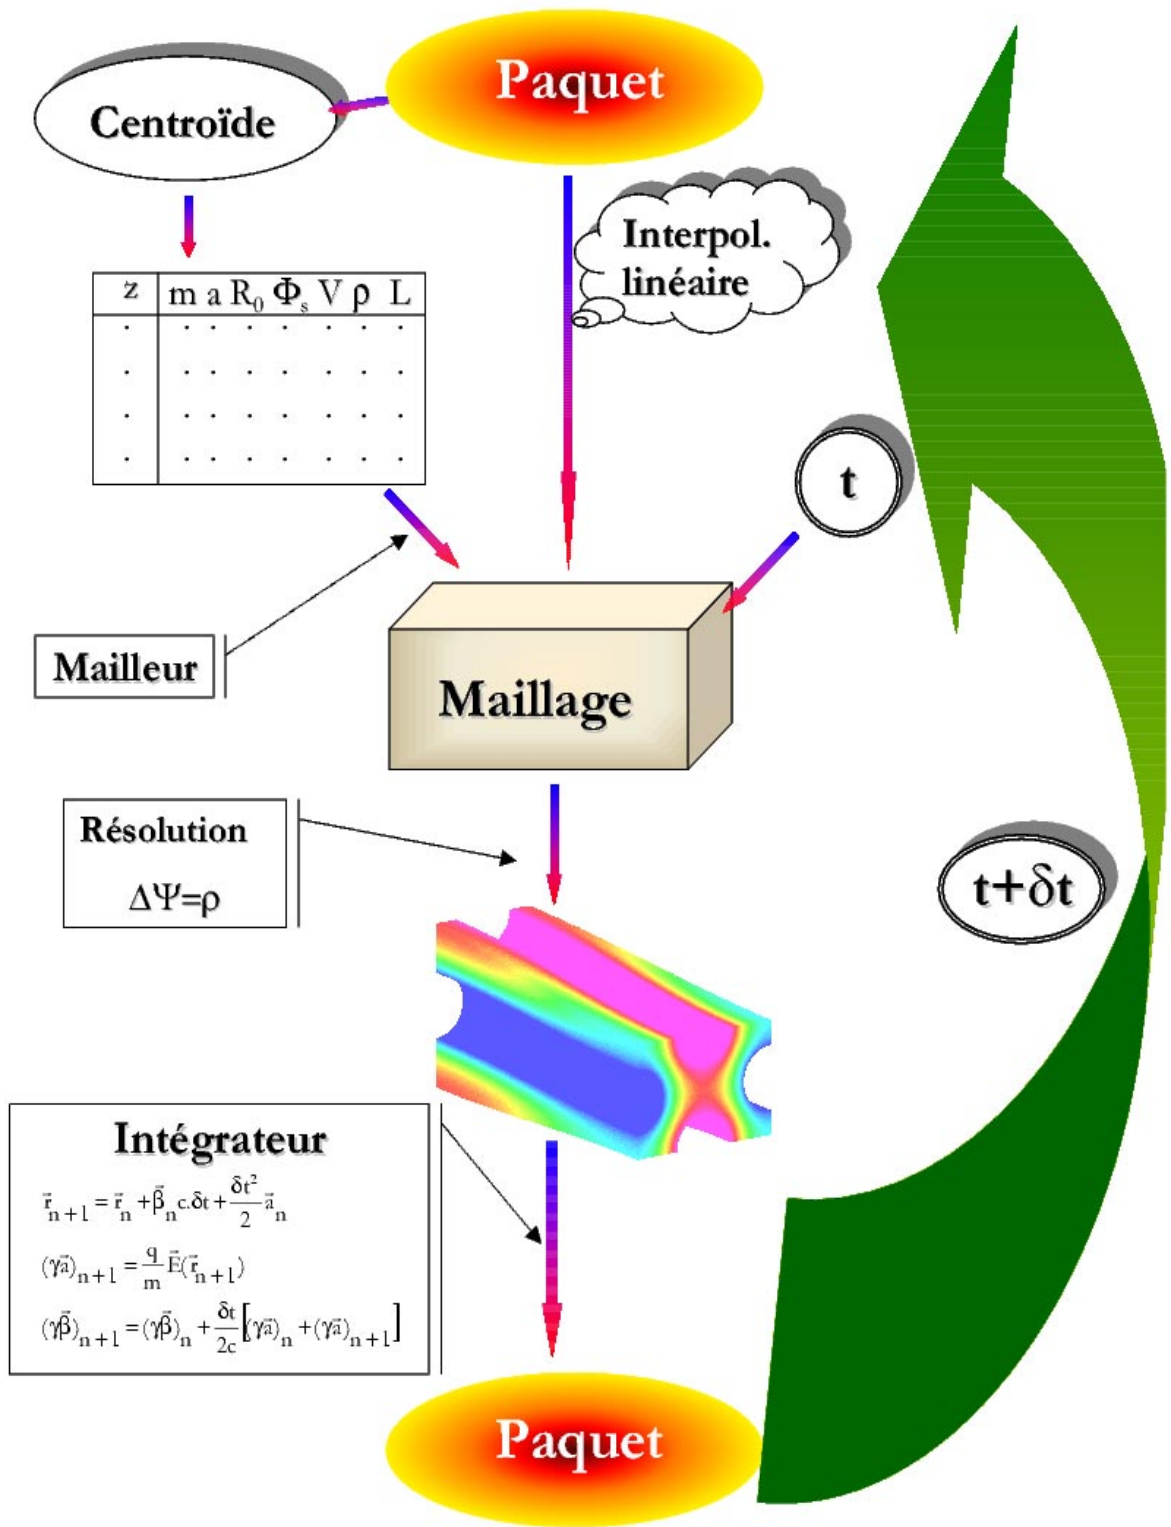 Paquet
Centroïde
Interpol.
linéaire
z m a R₀ Φₛ V ρ L
t
Mailleur
Maillage
Résolution
ΔΨ=ρ
t+δt
Intégrateur
r⃗ₙ₊₁ = r⃗ₙ + β⃗ₙ c.δt + δt²/2 a⃗ₙ
(γa⃗)ₙ₊₁ = q/m E⃗(r⃗ₙ₊₁)
(γβ⃗)ₙ₊₁ = (γβ⃗)ₙ + δt/2c [(γa⃗)ₙ + (γa⃗)ₙ₊₁]
Paquet